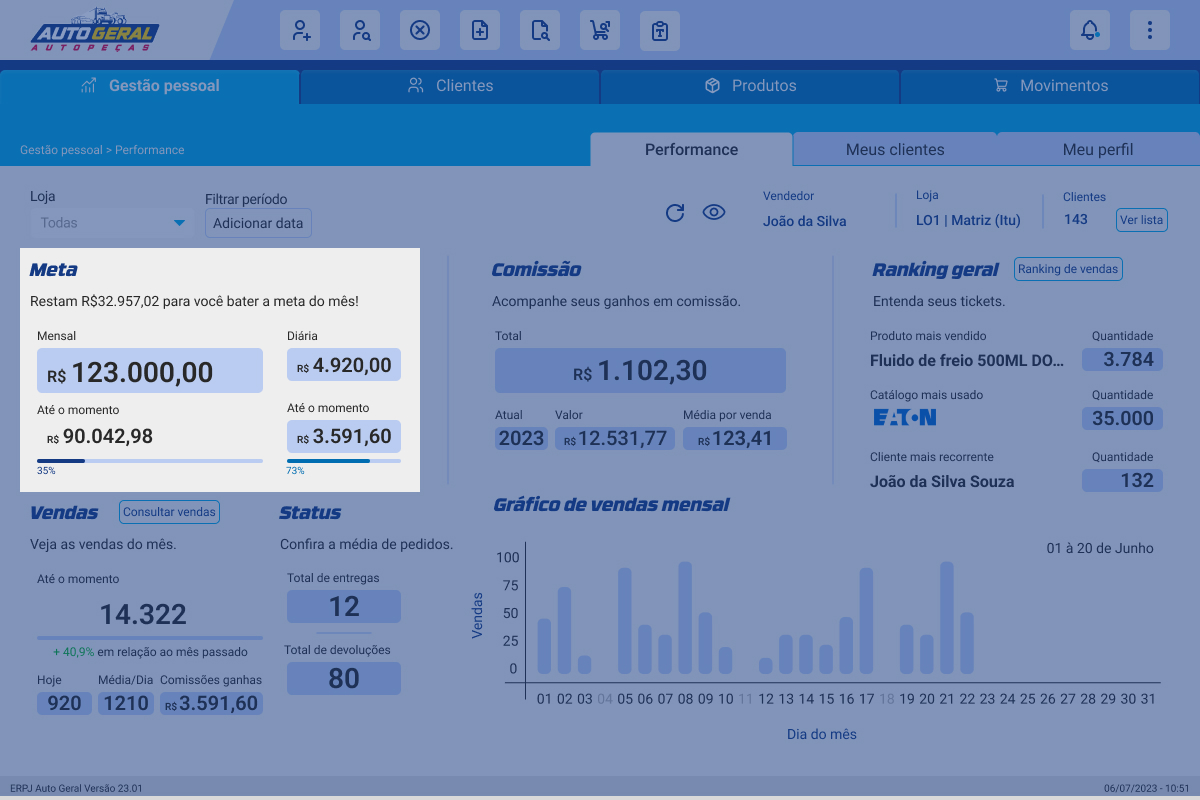 AUTO GERAL
AUTOPEÇAS
Gestão pessoal
Clientes
Produtos
Movimentos
Gestão pessoal > Performance
Performance
Meus clientes
Meu perfil
Loja
Todas
Filtrar período
Adicionar data
Vendedor
João da Silva
Loja
LO1 | Matriz (Itu)
Clientes
143
Ver lista
Meta
Restam R$32.957,02 para você bater a meta do mês!
Mensal
R$ 123.000,00
Até o momento
R$ 90.042,98
35%
Diária
R$ 4.920,00
Até o momento
R$ 3.591,60
73%
Comissão
Acompanhe seus ganhos em comissão.
Total
R$ 1.102,30
Atual
2023
Valor
R$ 12.531,77
Média por venda
R$ 123,41
Ranking geral
Ranking de vendas
Entenda seus tickets.
Produto mais vendido
Quantidade
Fluido de freio 500ML DO...
3.784
Catálogo mais usado
Quantidade
EATON
35.000
Cliente mais recorrente
Quantidade
João da Silva Souza
132
Vendas
Consultar vendas
Veja as vendas do mês.
Até o momento
14.322
+ 40,9% em relação ao mês passado
Hoje
920
Média/Dia
1210
Comissões ganhas
R$ 3.591,60
Status
Confira a média de pedidos.
Total de entregas
12
Total de devoluções
80
Gráfico de vendas mensal
01 à 20 de Junho
Vendas
100
75
50
25
0
01 02 03 04 05 06 07 08 09 10 11 12 13 14 15 16 17 18 19 20 21 22 23 24 25 26 27 28 29 30 31
Dia do mês
ERPJ Auto Geral Versão 23.01
06/07/2023 - 10:51